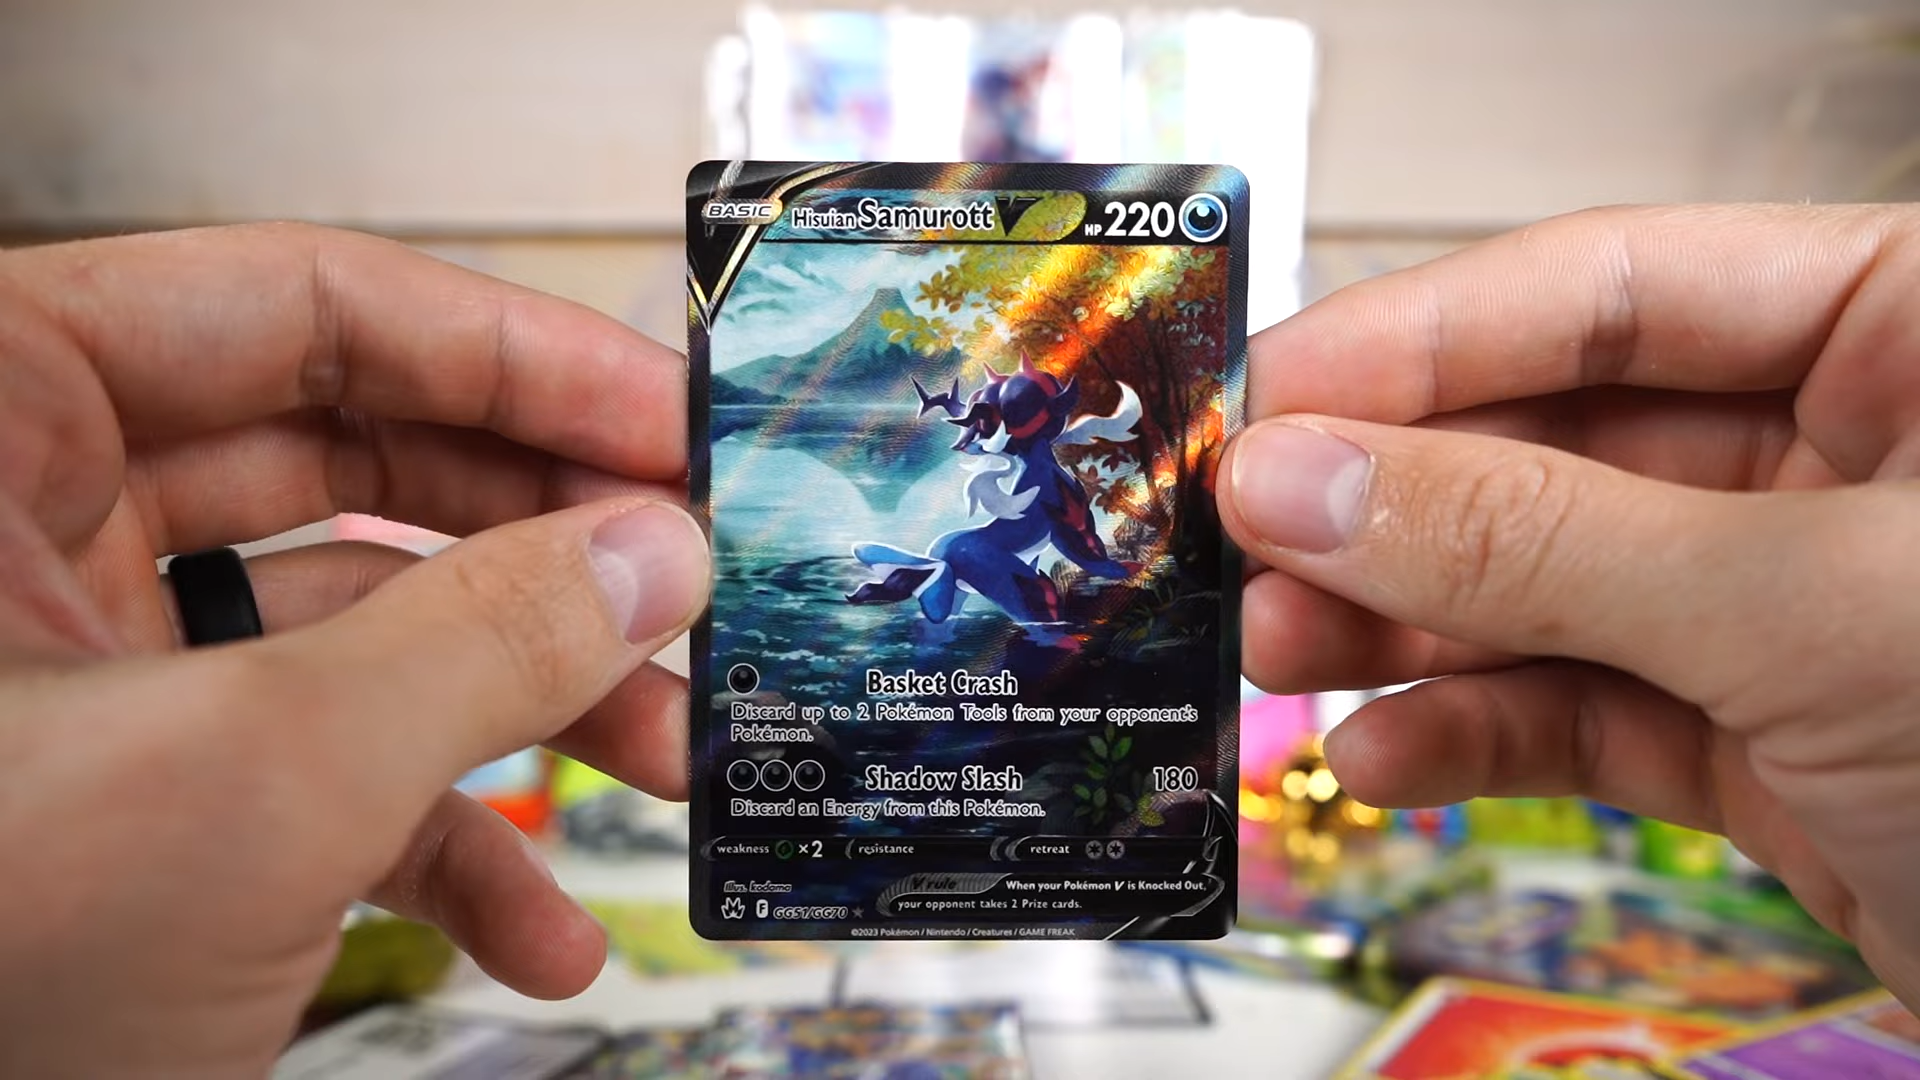 BASIC Hisuian Samurott V HP 220
Basket Crash
Discard up to 2 Pokémon Tools from your opponent's
Pokémon.
Shadow Slash 180
Discard an Energy from this Pokémon.
weakness ×2 resistance retreat
Illus. kodama
V rule When your Pokémon V is Knocked Out,
your opponent takes 2 Prize cards.
F GG51/GG70 ★
©2023 Pokémon / Nintendo / Creatures / GAME FREAK